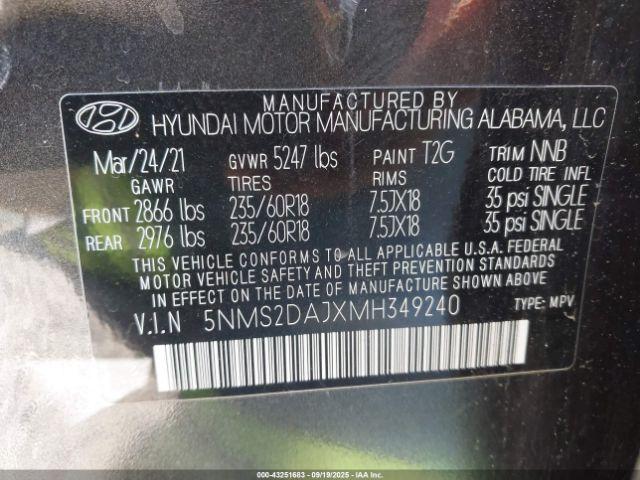 MANUFACTURED BY
HYUNDAI MOTOR MANUFACTURING ALABAMA, LLC
Mar/24/21 GVWR 5247 lbs PAINT T2G TRIM NNB
GAWR TIRES RIMS COLD TIRE INFL
FRONT 2866 lbs 235/60R18 7.5JX18 35 psi SINGLE
REAR 2976 lbs 235/60R18 7.5JX18 35 psi SINGLE
THIS VEHICLE CONFORMS TO ALL APPLICABLE U.S.A. FEDERAL
MOTOR VEHICLE SAFETY AND THEFT PREVENTION STANDARDS
IN EFFECT ON THE DATE OF MANUFACTURE SHOWN ABOVE
V.I.N 5NMS2DAJXMH349240 TYPE: MPV
000-43251683 09/19/2025 IAA Holdings, LLC.